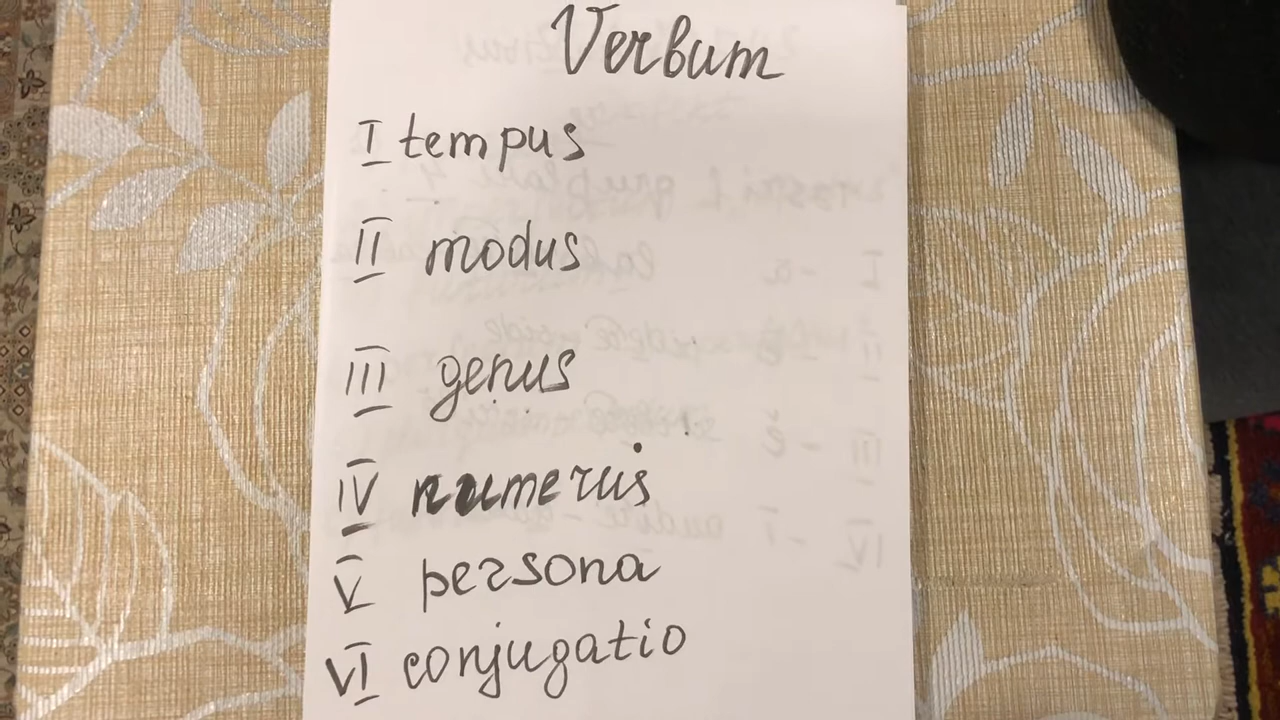 Verbum
I tempus
II modus
III genus
IV numerus
V persona
VI conjugatio